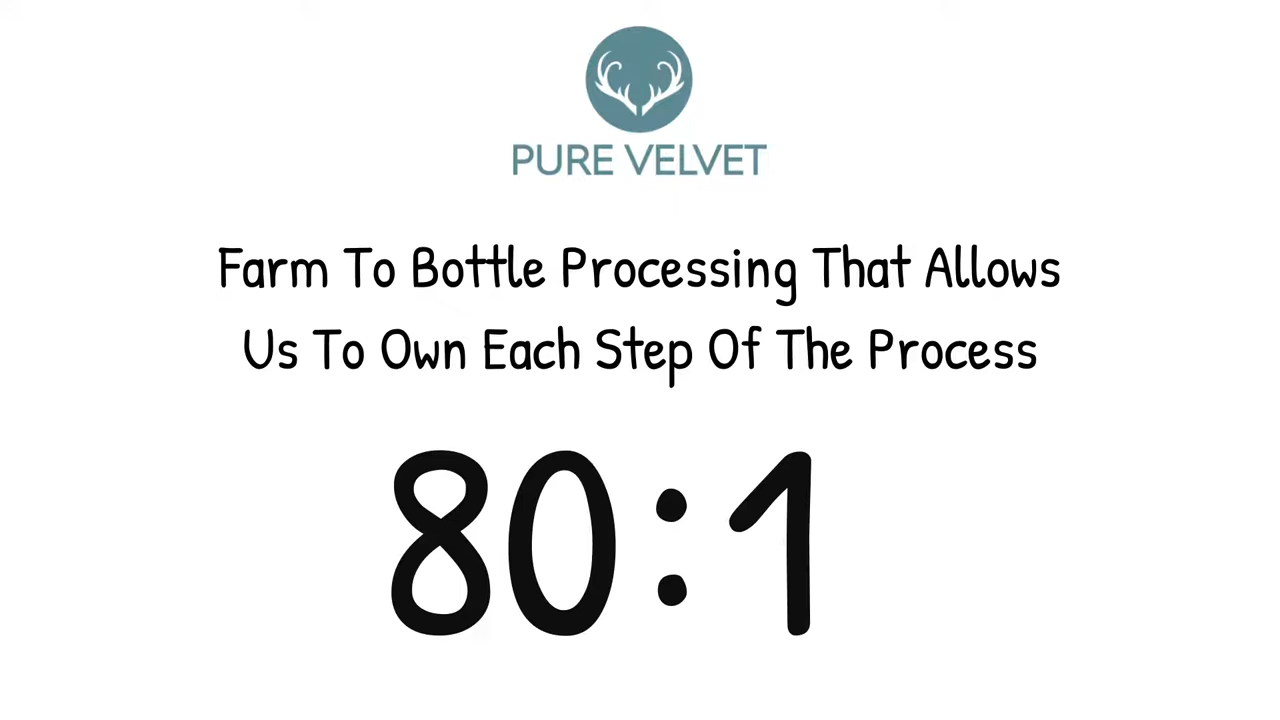 PURE VELVET
Farm To Bottle Processing That Allows
Us To Own Each Step Of The Process
80:1